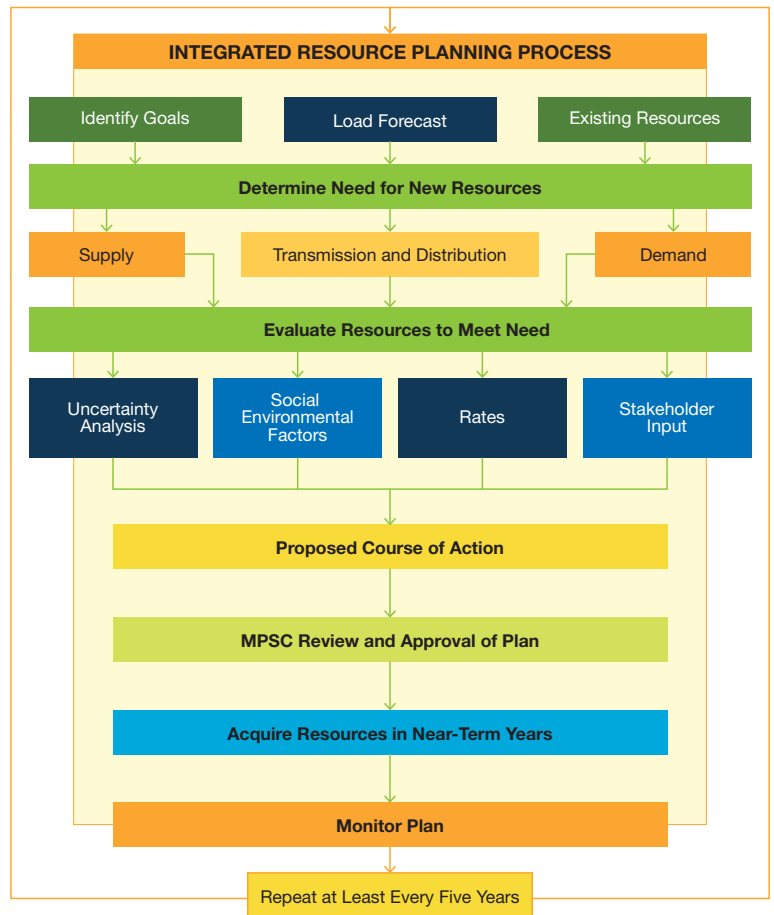 INTEGRATED RESOURCE PLANNING PROCESS
Identify Goals
Load Forecast
Existing Resources
Determine Need for New Resources
Supply
Transmission and Distribution
Demand
Evaluate Resources to Meet Need
Uncertainty
Analysis
Social
Environmental
Factors
Rates
Stakeholder
Input
Proposed Course of Action
MPSC Review and Approval of Plan
Acquire Resources in Near-Term Years
Monitor Plan
Repeat at Least Every Five Years